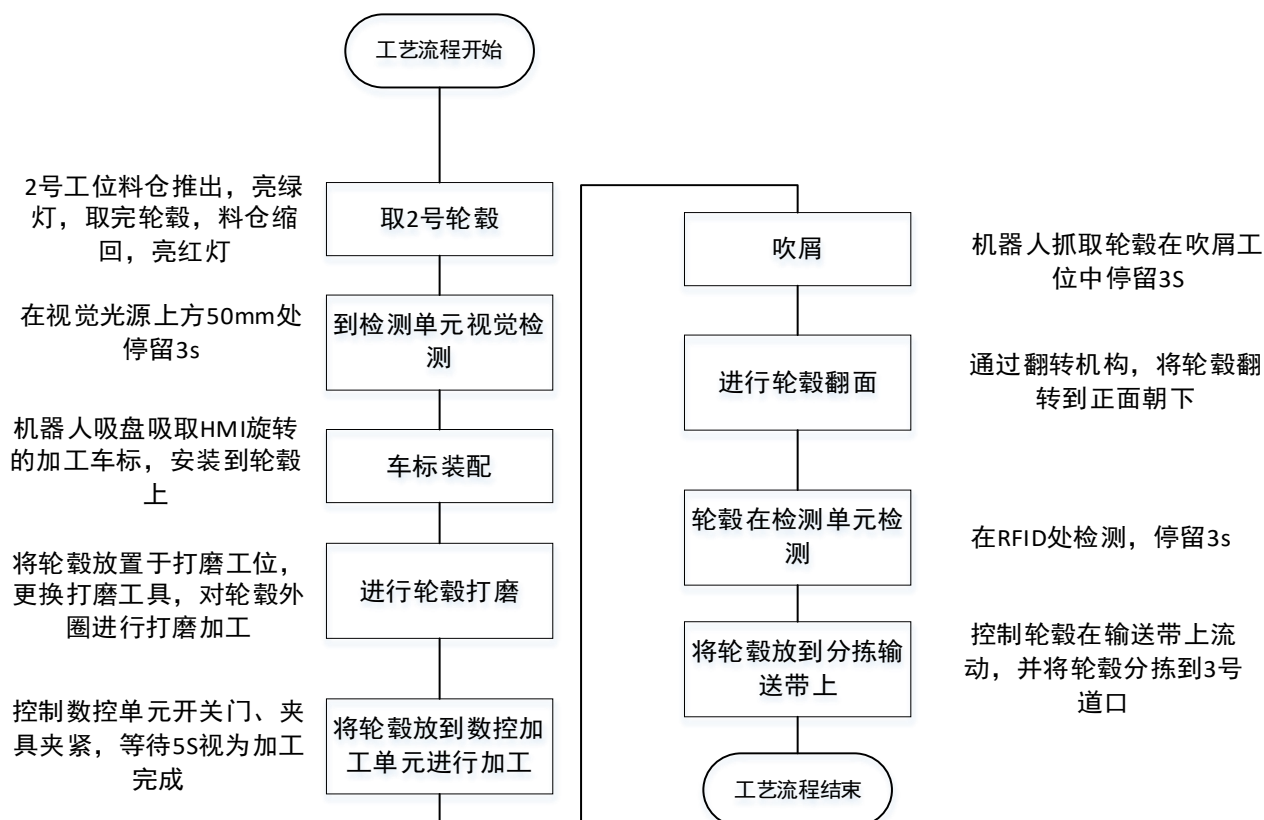 工艺流程开始
2号工位料仓推出，亮绿
灯，取完轮毂，料仓缩
回，亮红灯
取2号轮毂
在视觉光源上方50mm处
停留3s
到检测单元视觉检
测
机器人吸盘吸取HMI旋转
的加工车标，安装到轮毂
上
车标装配
将轮毂放置于打磨工位，
更换打磨工具，对轮毂外
圈进行打磨加工
进行轮毂打磨
控制数控单元开关门、夹
具夹紧，等待5S视为加工
完成
将轮毂放到数控加
工单元进行加工
吹屑
机器人抓取轮毂在吹屑工
位中停留3S
进行轮毂翻面
通过翻转机构，将轮毂翻
转到正面朝下
轮毂在检测单元检
测
在RFID处检测，停留3s
将轮毂放到分拣输
送带上
控制轮毂在输送带上流
动，并将轮毂分拣到3号
道口
工艺流程结束